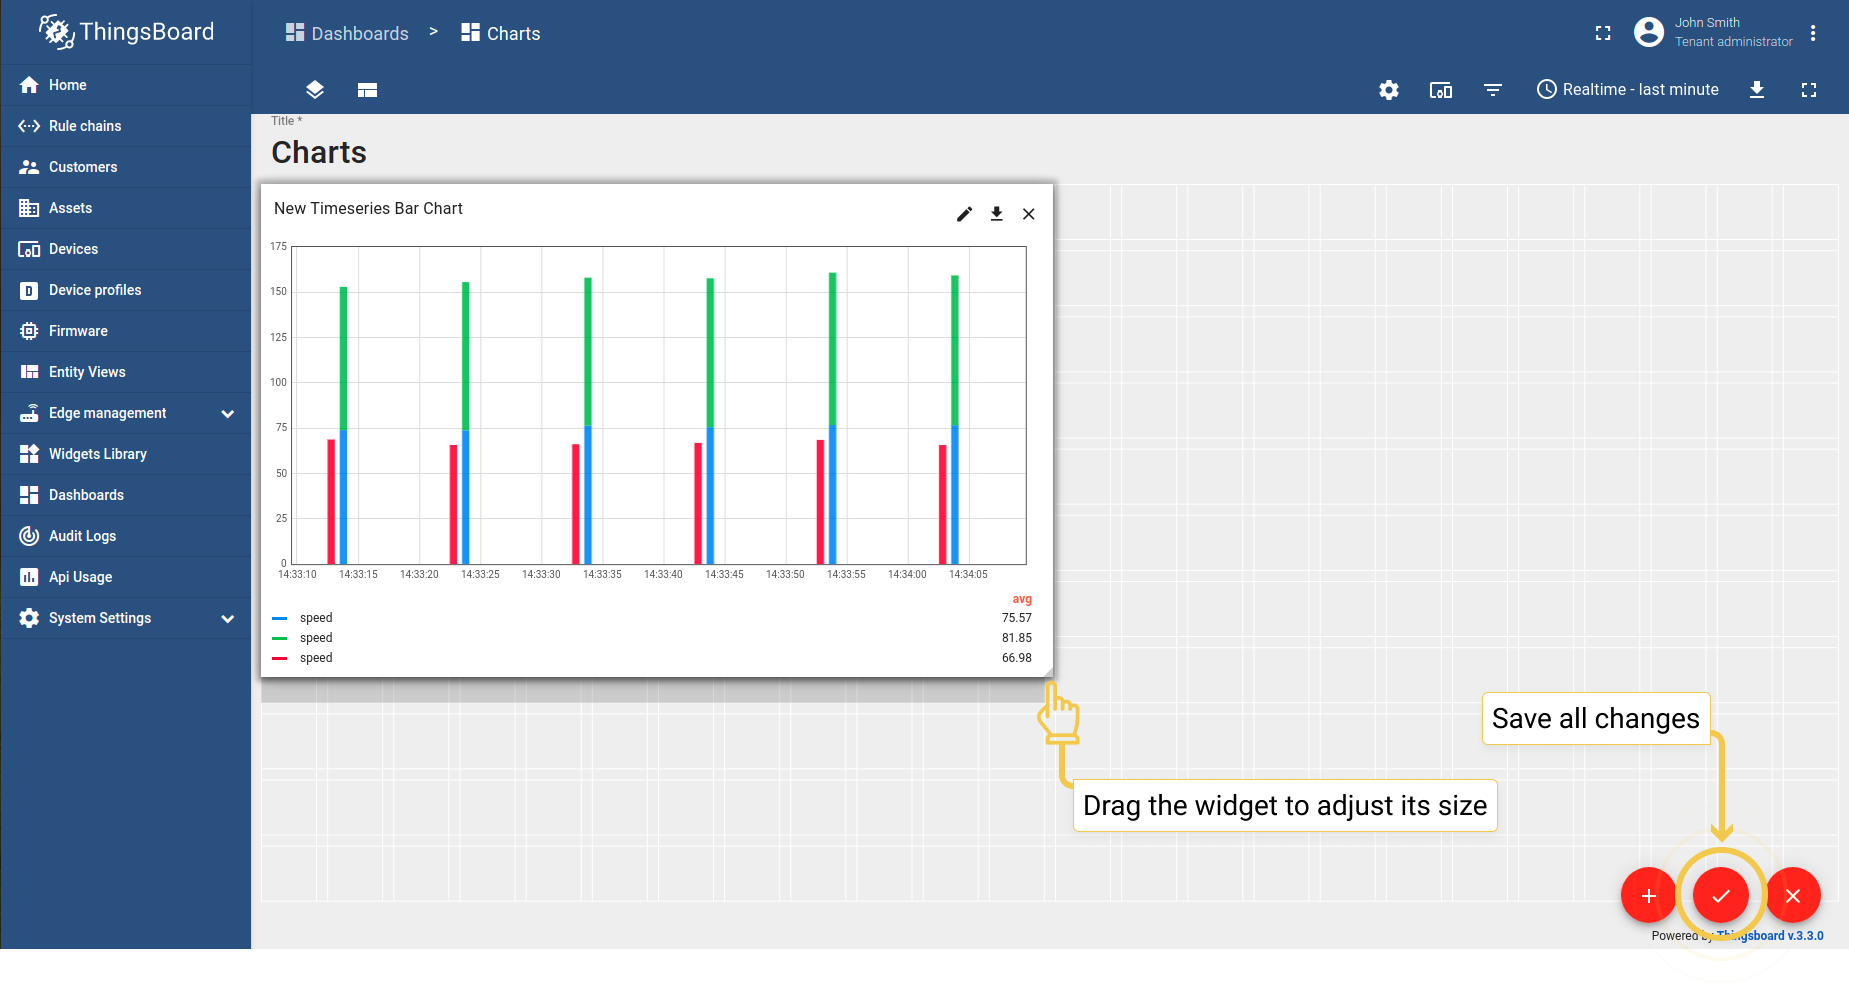 ThingsBoard
Dashboards > Charts
John Smith
Tenant administrator
Home
Rule chains
Customers
Assets
Devices
Device profiles
Firmware
Entity Views
Edge management
Widgets Library
Dashboards
Audit Logs
Api Usage
System Settings
Realtime - last minute
Title *
Charts
New Timeseries Bar Chart
175
150
125
100
75
50
25
0
14:33:10 14:33:15 14:33:20 14:33:25 14:33:30 14:33:35 14:33:40 14:33:45 14:33:50 14:33:55 14:34:00 14:34:05
avg
speed 75.57
speed 81.85
speed 66.98
Save all changes
Drag the widget to adjust its size
Powered by Thingsboard v.3.3.0